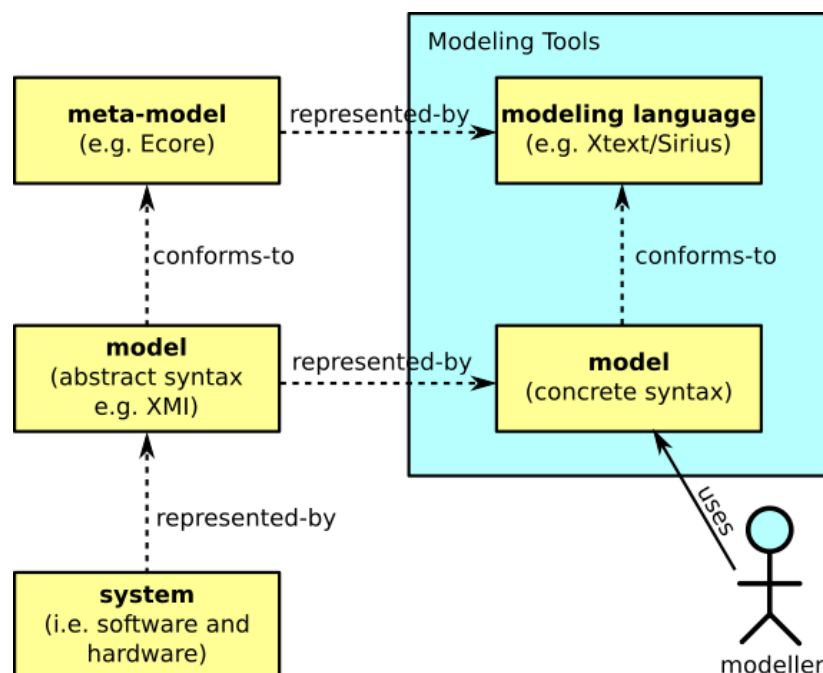 Modeling Tools
meta-model
(e.g. Ecore)
represented-by
modeling language
(e.g. Xtext/Sirius)
conforms-to
conforms-to
model
(abstract syntax
e.g. XMI)
represented-by
model
(concrete syntax)
uses
represented-by
system
(i.e. software and
hardware)
modeller